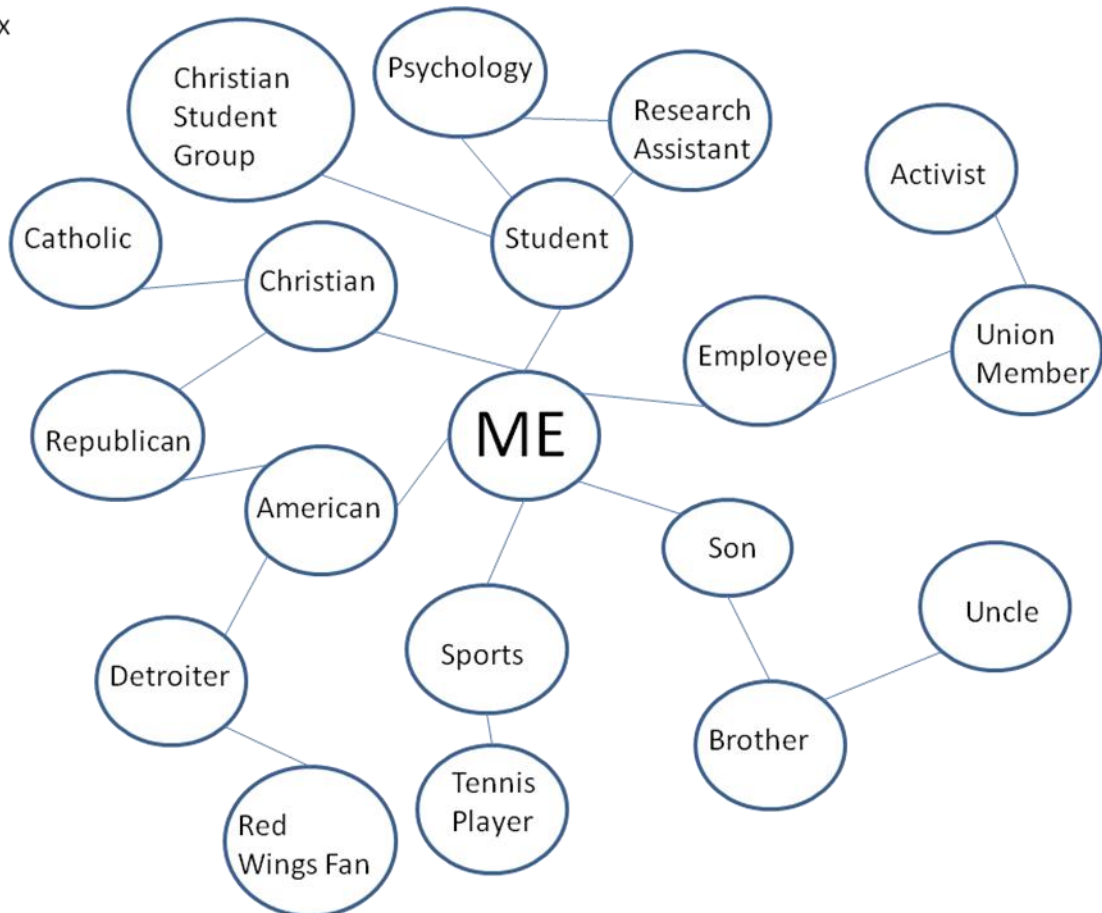 x
Christian
Student
Group
Psychology
Research
Assistant
Activist
Catholic
Christian
Student
Employee
Union
Member
Republican
ME
American
Son
Uncle
Detroiter
Sports
Brother
Tennis
Player
Red
Wings Fan